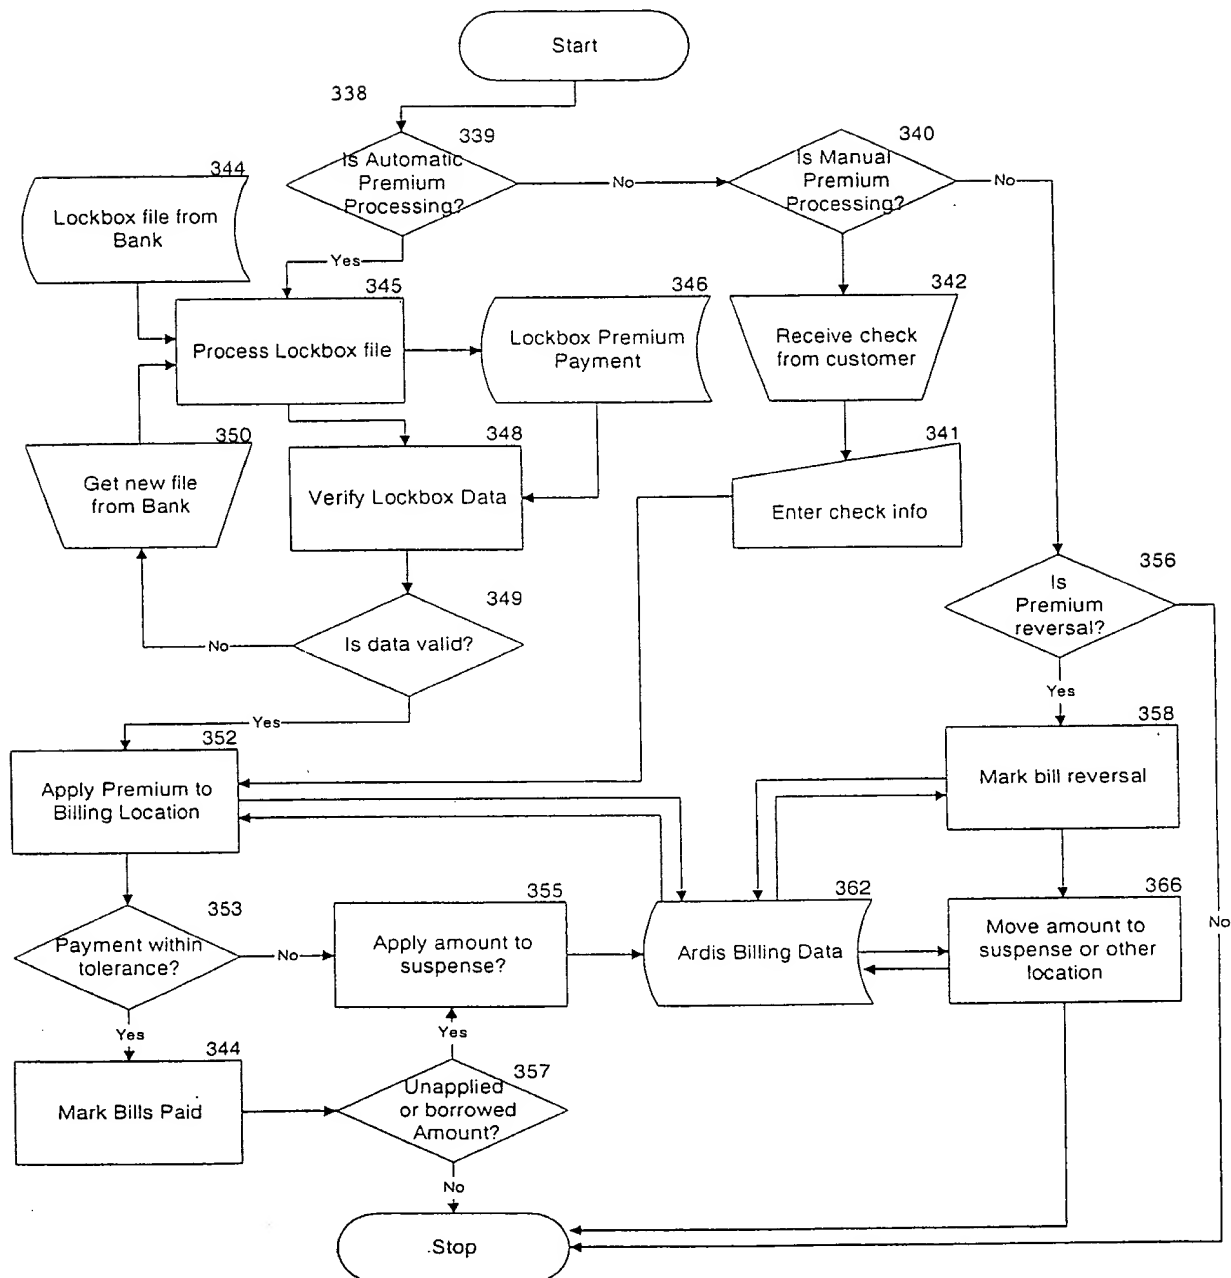 Start
338
339
Is Automatic
Premium
Processing?
No
340
Is Manual
Premium
Processing?
No
344
Lockbox file from
Bank
Yes
345
Process Lockbox file
346
Lockbox Premium
Payment
342
Receive check
from customer
350
Get new file
from Bank
348
Verify Lockbox Data
341
Enter check info
349
Is data valid?
No
Yes
356
Is
Premium
reversal?
Yes
No
352
Apply Premium to
Billing Location
358
Mark bill reversal
353
Payment within
tolerance?
No
Yes
355
Apply amount to
suspense?
362
Ardis Billing Data
366
Move amount to
suspense or other
location
344
Mark Bills Paid
Yes
357
Unapplied
or borrowed
Amount?
No
Stop